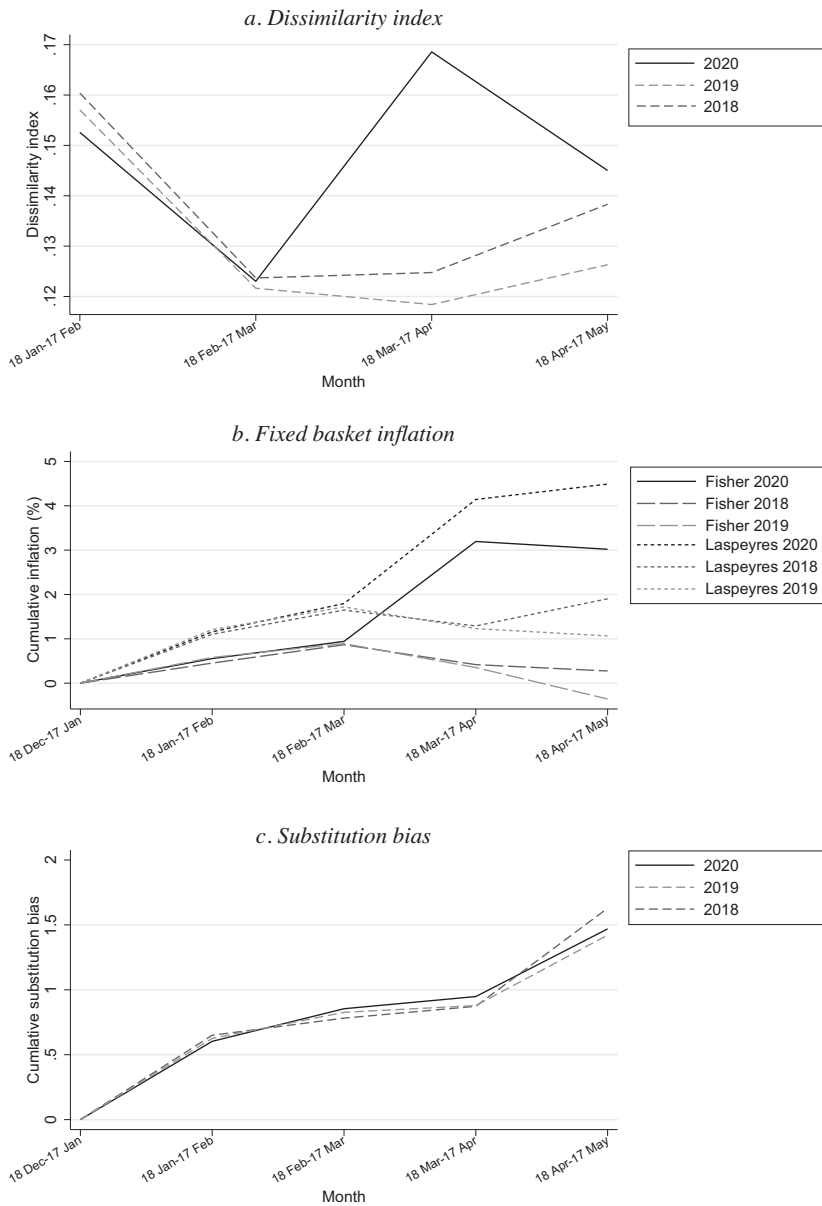 a. Dissimilarity index
.17
.16
.15
.14
.13
.12
Dissimilarity index
18 Jan-17 Feb
18 Feb-17 Mar
18 Mar-17 Apr
18 Apr-17 May
Month
2020
2019
2018
b. Fixed basket inflation
5
4
3
2
1
0
Cumulative inflation (%)
18 Dec-17 Jan
18 Jan-17 Feb
18 Feb-17 Mar
18 Mar-17 Apr
18 Apr-17 May
Month
Fisher 2020
Fisher 2018
Fisher 2019
Laspeyres 2020
Laspeyres 2018
Laspeyres 2019
c. Substitution bias
2
1.5
1
.5
0
Cumlative substitution bias
18 Dec-17 Jan
18 Jan-17 Feb
18 Feb-17 Mar
18 Mar-17 Apr
18 Apr-17 May
Month
2020
2019
2018